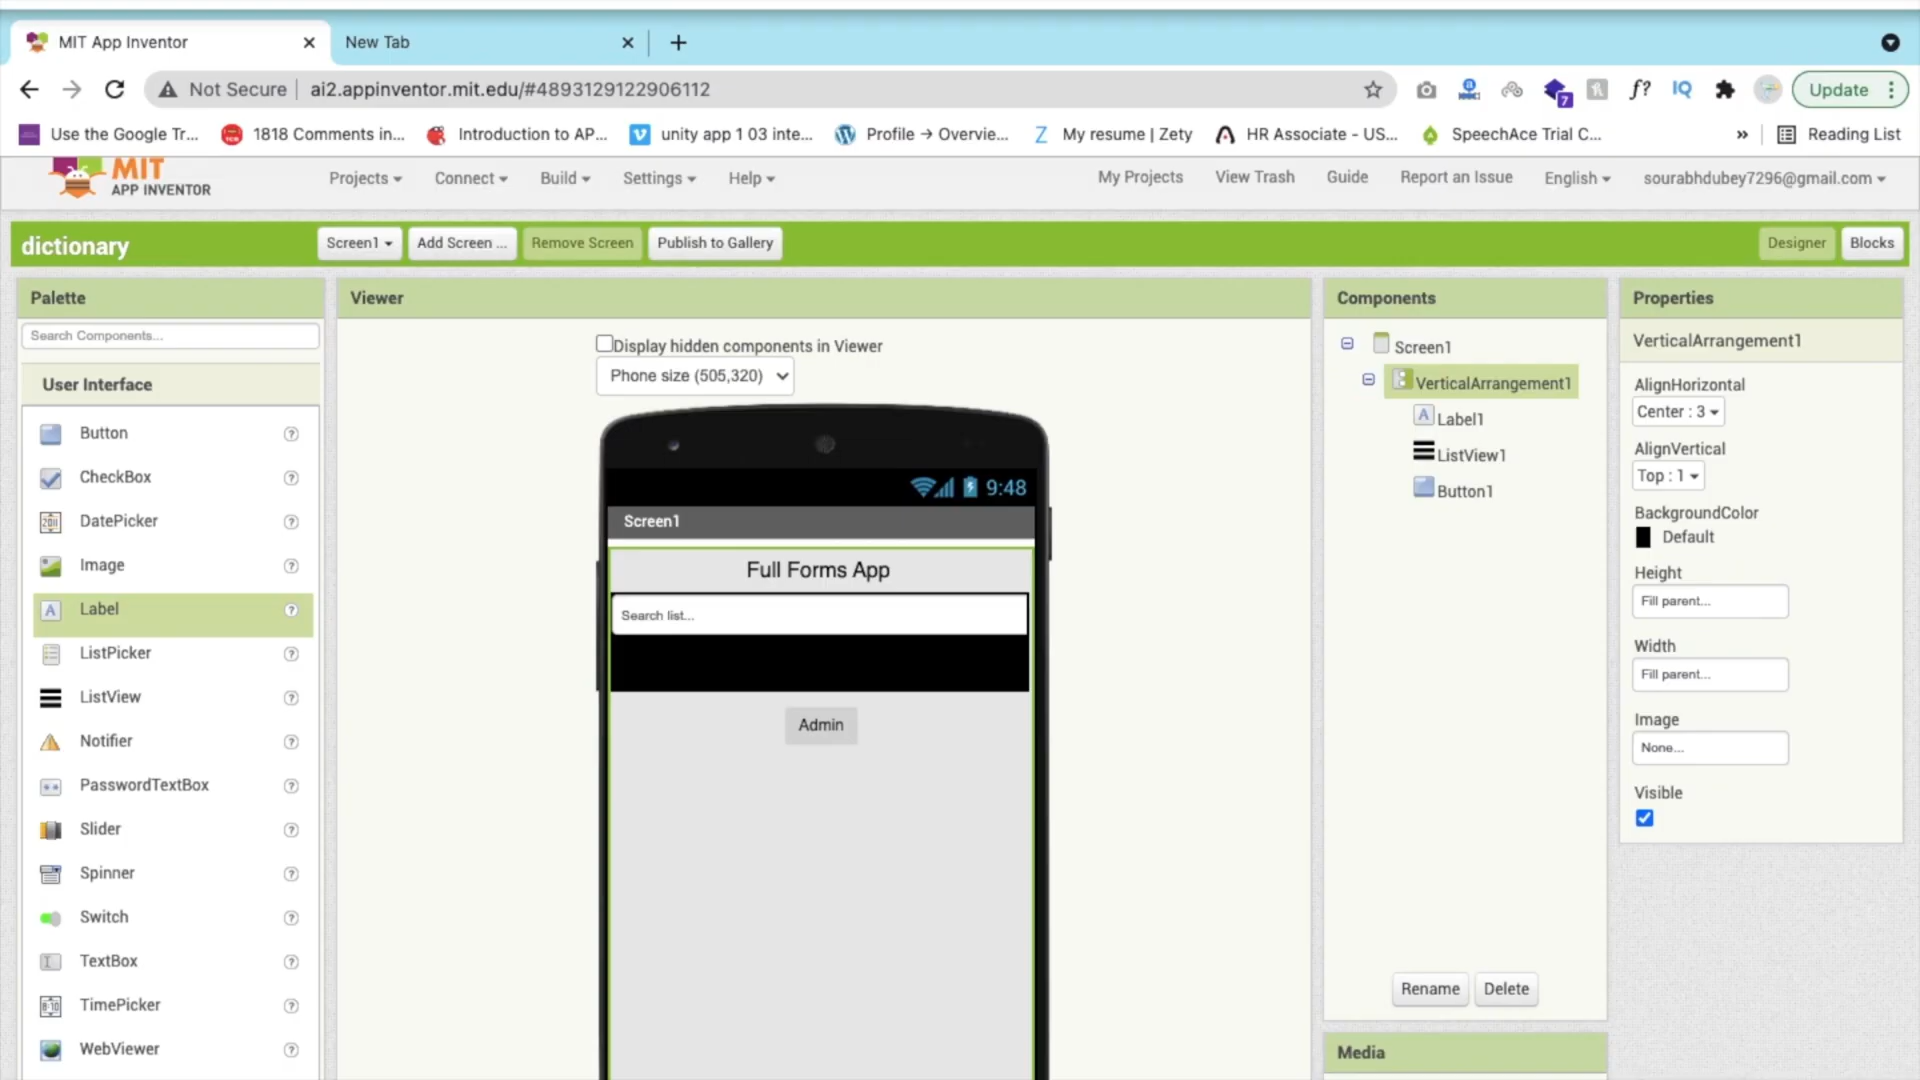 MIT App Inventor
New Tab
Not Secure
ai2.appinventor.mit.edu/#4893129122906112
7
f?
IQ
Update
Use the Google Tr...
1818 Comments in...
Introduction to AP...
unity app 1 03 inte...
Profile → Overvie...
My resume | Zety
HR Associate - US...
SpeechAce Trial C...
»
Reading List
MIT
APP INVENTOR
Projects
Connect
Build
Settings
Help
My Projects
View Trash
Guide
Report an Issue
English
sourabhdubey7296@gmail.com
dictionary
Screen1
Add Screen ...
Remove Screen
Publish to Gallery
Designer
Blocks
Palette
Search Components...
User Interface
Button
CheckBox
DatePicker
Image
Label
ListPicker
ListView
Notifier
PasswordTextBox
Slider
Spinner
Switch
TextBox
TimePicker
WebViewer
Viewer
Display hidden components in Viewer
Phone size (505,320)
9:48
Screen1
Full Forms App
Search list...
Admin
Components
Screen1
VerticalArrangement1
Label1
ListView1
Button1
Rename
Delete
Media
Properties
VerticalArrangement1
AlignHorizontal
Center : 3
AlignVertical
Top : 1
BackgroundColor
Default
Height
Fill parent...
Width
Fill parent...
Image
None...
Visible